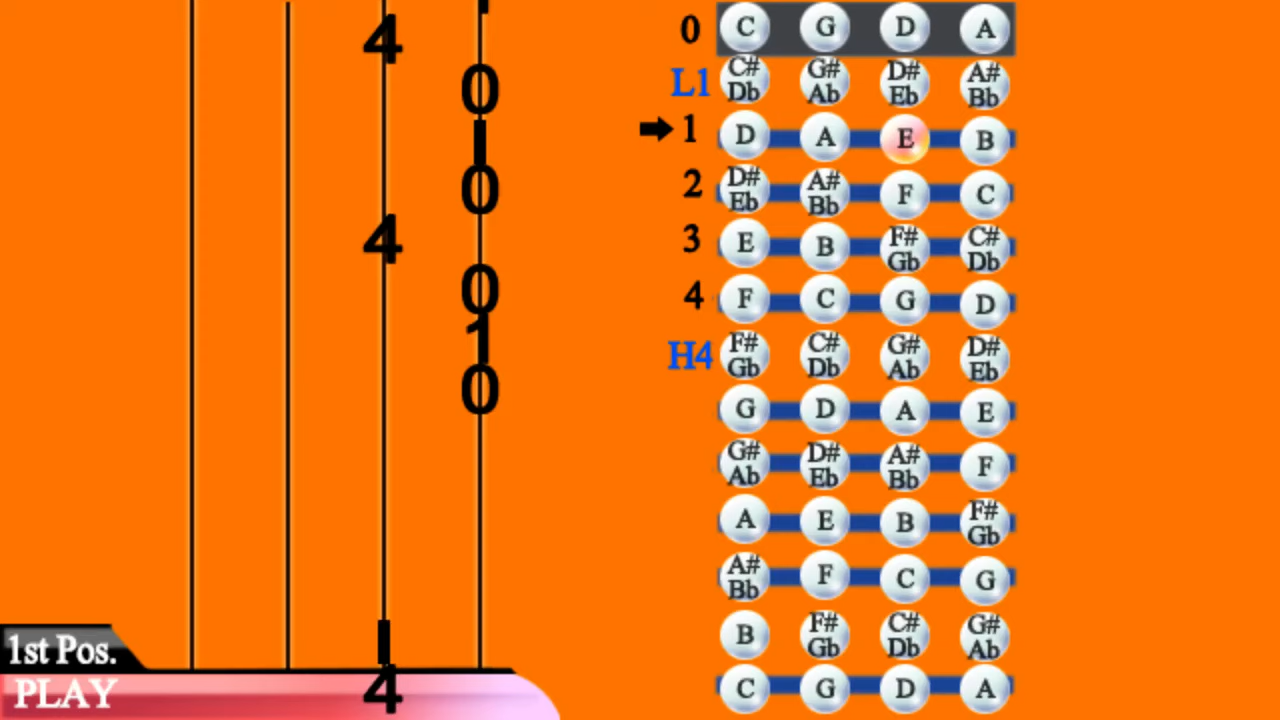 4
0
0
4
0
1
0
1st Pos.
PLAY
4
0 C G D A
L1 C# Db G# Ab D# Eb A# Bb
1 D A E B
2 D# Eb A# Bb F C
3 E B F# Gb C# Db
4 F C G D
H4 F# Gb C# Db G# Ab D# Eb
G D A E
G# Ab D# Eb A# Bb F
A E B F# Gb
A# Bb F C G
B F# Gb C# Db G# Ab
C G D A